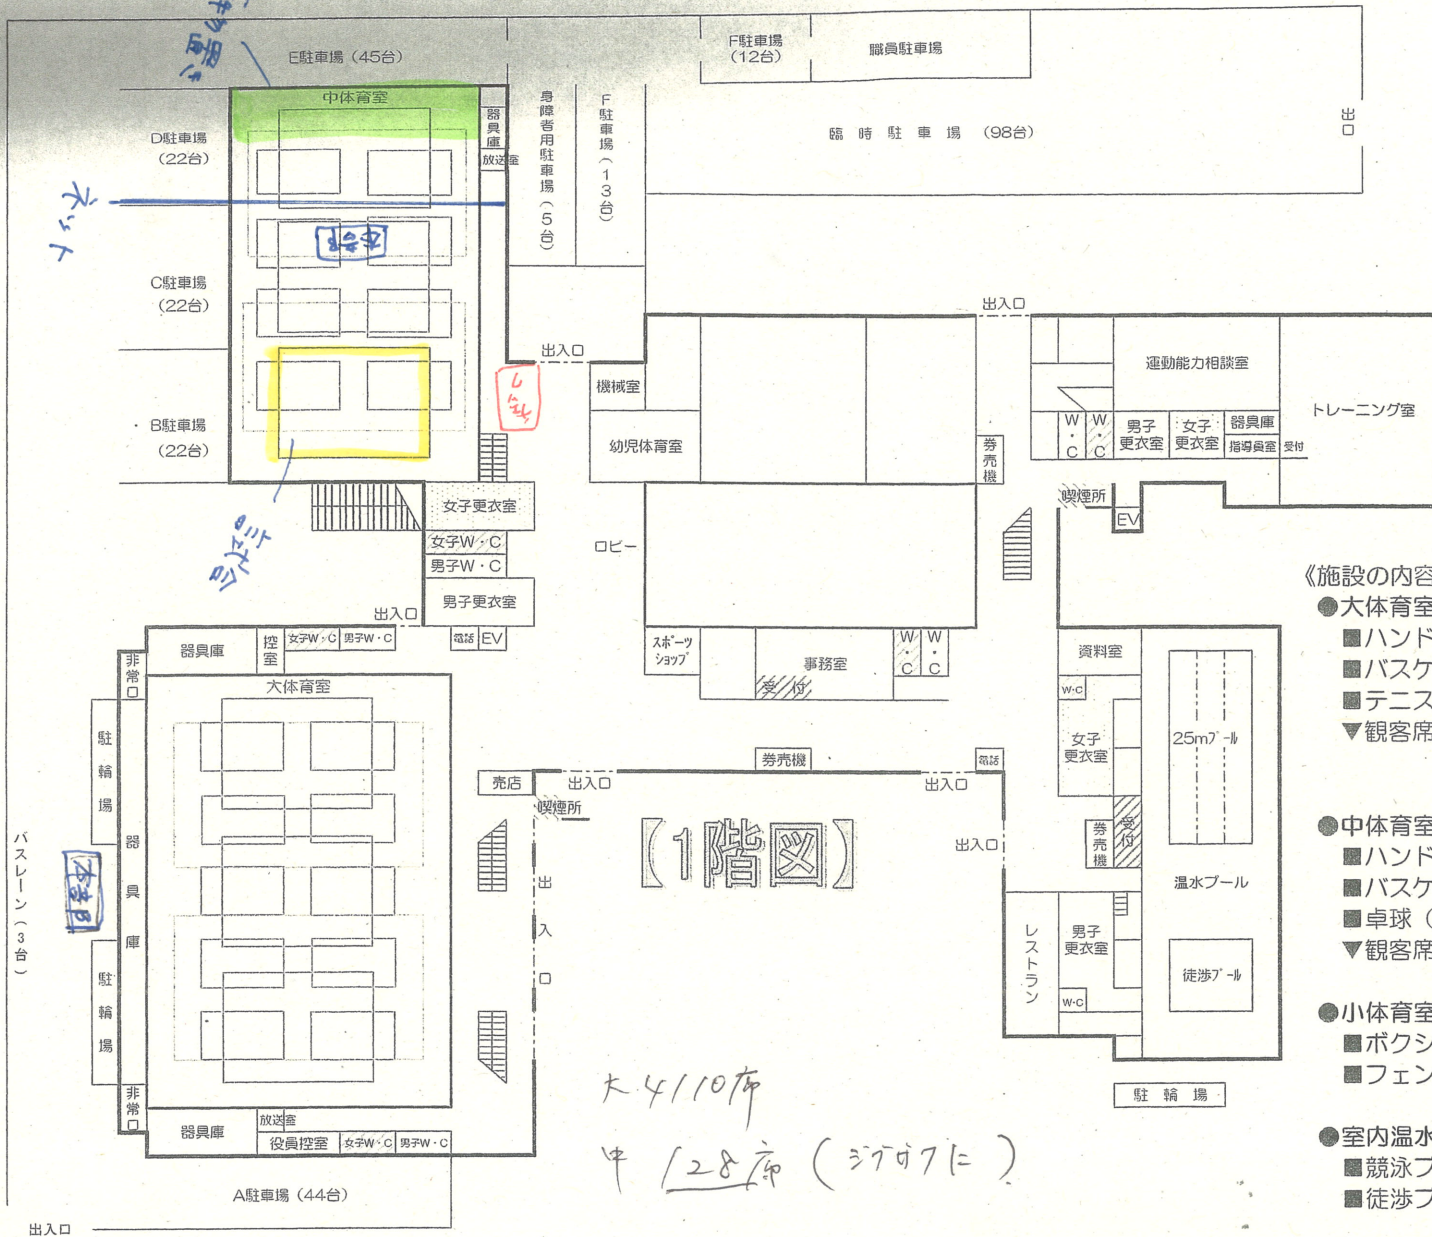 物置き
E駐車場（45台）
F駐車場
（12台）
職員駐車場
中体育室
器具庫
放送室
身障者用駐車場（5台）
F駐車場（13台）
臨時駐車場（98台）
出口
D駐車場
（22台）
ネット
本部
C駐車場
（22台）
出入口
出入口
チェック
B駐車場
（22台）
機械室
幼児体育室
券売機
運動能力相談室
トレーニング室
W・C
W・C
男子
更衣室
女子
更衣室
器具庫
指導員室
受付
喫煙所
EV
女子更衣室
女子W・C
男子W・C
男子更衣室
試合
ロビー
出入口
電話
EV
器具庫
控室
女子W・C
男子W・C
非常口
大体育室
スポーツ
ショップ
事務室
受付
W・C
W・C
資料室
W・C
女子
更衣室
25mプール
駐輪場
売店
出入口
喫煙所
券売機
出入口
電話
【1階図】
出入口
券売機
受付
温水プール
バスレーン（3台）
本部
器具庫
出入口
レストラン
男子
更衣室
W・C
徒渉プール
駐輪場
非常口
器具庫
放送室
役員控室
女子W・C
男子W・C
駐輪場
A駐車場（44台）
出入口
大 4110席
中 128席
《施設の内容
●大体育室
■ハンド
■バスケ
■テニス
▼観客席
●中体育室
■ハンド
■バスケ
■卓球（
▼観客席
●小体育室
■ボクシ
■フェン
●室内温水
■競泳プ
■徒渉プ